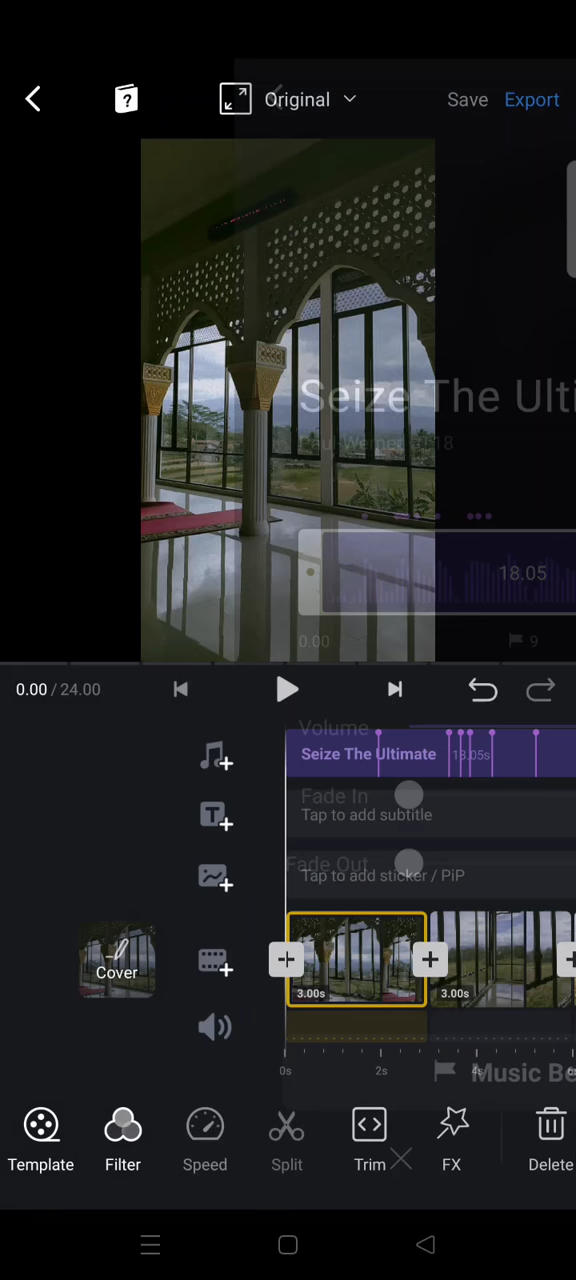 Original
Save
Export
Seize The Ulti
18.05
0.00
9
0.00 / 24.00
Volume
Seize The Ultimate
18.05s
Fade In
Tap to add subtitle
Fade Out
Tap to add sticker / PiP
Cover
3.00s
3.00s
0s
2s
4s
Music Be
Template
Filter
Speed
Split
Trim
FX
Delete